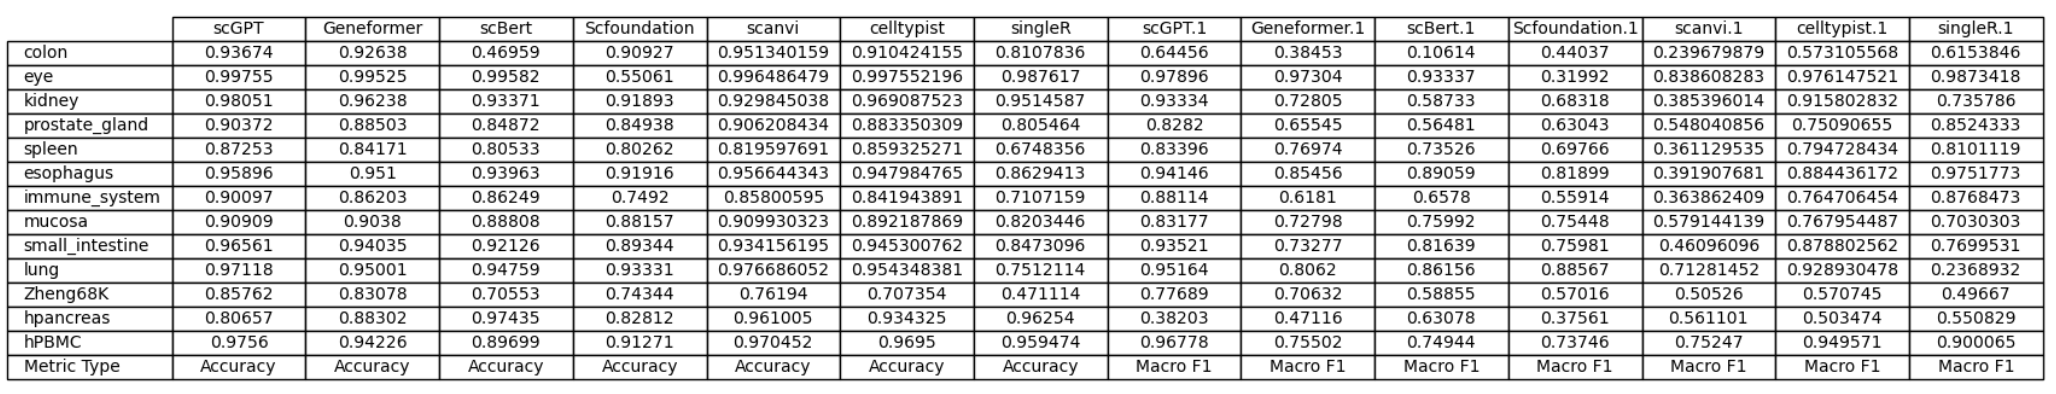 scGPT Geneformer scBert Scfoundation scanvi celltypist singleR scGPT.1 Geneformer.1 scBert.1 Scfoundation.1 scanvi.1 celltypist.1 singleR.1
colon 0.93674 0.92638 0.46959 0.90927 0.951340159 0.910424155 0.8107836 0.64456 0.38453 0.10614 0.44037 0.239679879 0.573105568 0.6153846
eye 0.99755 0.99525 0.99582 0.55061 0.996486479 0.997552196 0.987617 0.97896 0.97304 0.93337 0.31992 0.838608283 0.976147521 0.9873418
kidney 0.98051 0.96238 0.93371 0.91893 0.929845038 0.969087523 0.9514587 0.93334 0.72805 0.58733 0.68318 0.385396014 0.915802832 0.735786
prostate_gland 0.90372 0.88503 0.84872 0.84938 0.906208434 0.883350309 0.805464 0.8282 0.65545 0.56481 0.63043 0.548040856 0.75090655 0.8524333
spleen 0.87253 0.84171 0.80533 0.80262 0.819597691 0.859325271 0.6748356 0.83396 0.76974 0.73526 0.69766 0.361129535 0.794728434 0.8101119
esophagus 0.95896 0.951 0.93963 0.91916 0.956644343 0.947984765 0.8629413 0.94146 0.85456 0.89059 0.81899 0.391907681 0.884436172 0.9751773
immune_system 0.90097 0.86203 0.86249 0.7492 0.85800595 0.841943891 0.7107159 0.88114 0.6181 0.6578 0.55914 0.363862409 0.764706454 0.8768473
mucosa 0.90909 0.9038 0.88808 0.88157 0.909930323 0.892187869 0.8203446 0.83177 0.72798 0.75992 0.75448 0.579144139 0.767954487 0.7030303
small_intestine 0.96561 0.94035 0.92126 0.89344 0.934156195 0.945300762 0.8473096 0.93521 0.73277 0.81639 0.75981 0.46096096 0.878802562 0.7699531
lung 0.97118 0.95001 0.94759 0.93331 0.976686052 0.954348381 0.7512114 0.95164 0.8062 0.86156 0.88567 0.71281452 0.928930478 0.2368932
Zheng68K 0.85762 0.83078 0.70553 0.74344 0.76194 0.707354 0.471114 0.77689 0.70632 0.58855 0.57016 0.50526 0.570745 0.49667
hpancreas 0.80657 0.88302 0.97435 0.82812 0.961005 0.934325 0.96254 0.38203 0.47116 0.63078 0.37561 0.561101 0.503474 0.550829
hPBMC 0.9756 0.94226 0.89699 0.91271 0.970452 0.9695 0.959474 0.96778 0.75502 0.74944 0.73746 0.75247 0.949571 0.900065
Metric Type Accuracy Accuracy Accuracy Accuracy Accuracy Accuracy Accuracy Macro F1 Macro F1 Macro F1 Macro F1 Macro F1 Macro F1 Macro F1